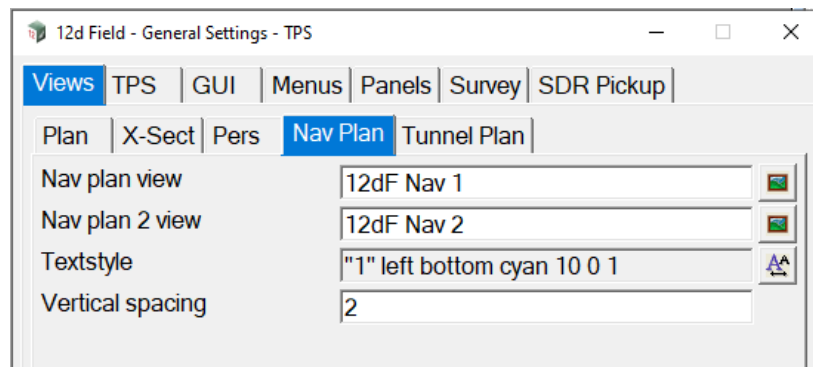 12d Field - General Settings - TPS
Views TPS GUI Menus Panels Survey SDR Pickup
Plan X-Sect Pers Nav Plan Tunnel Plan
Nav plan view 12dF Nav 1
Nav plan 2 view 12dF Nav 2
Textstyle "1" left bottom cyan 10 0 1
Vertical spacing 2